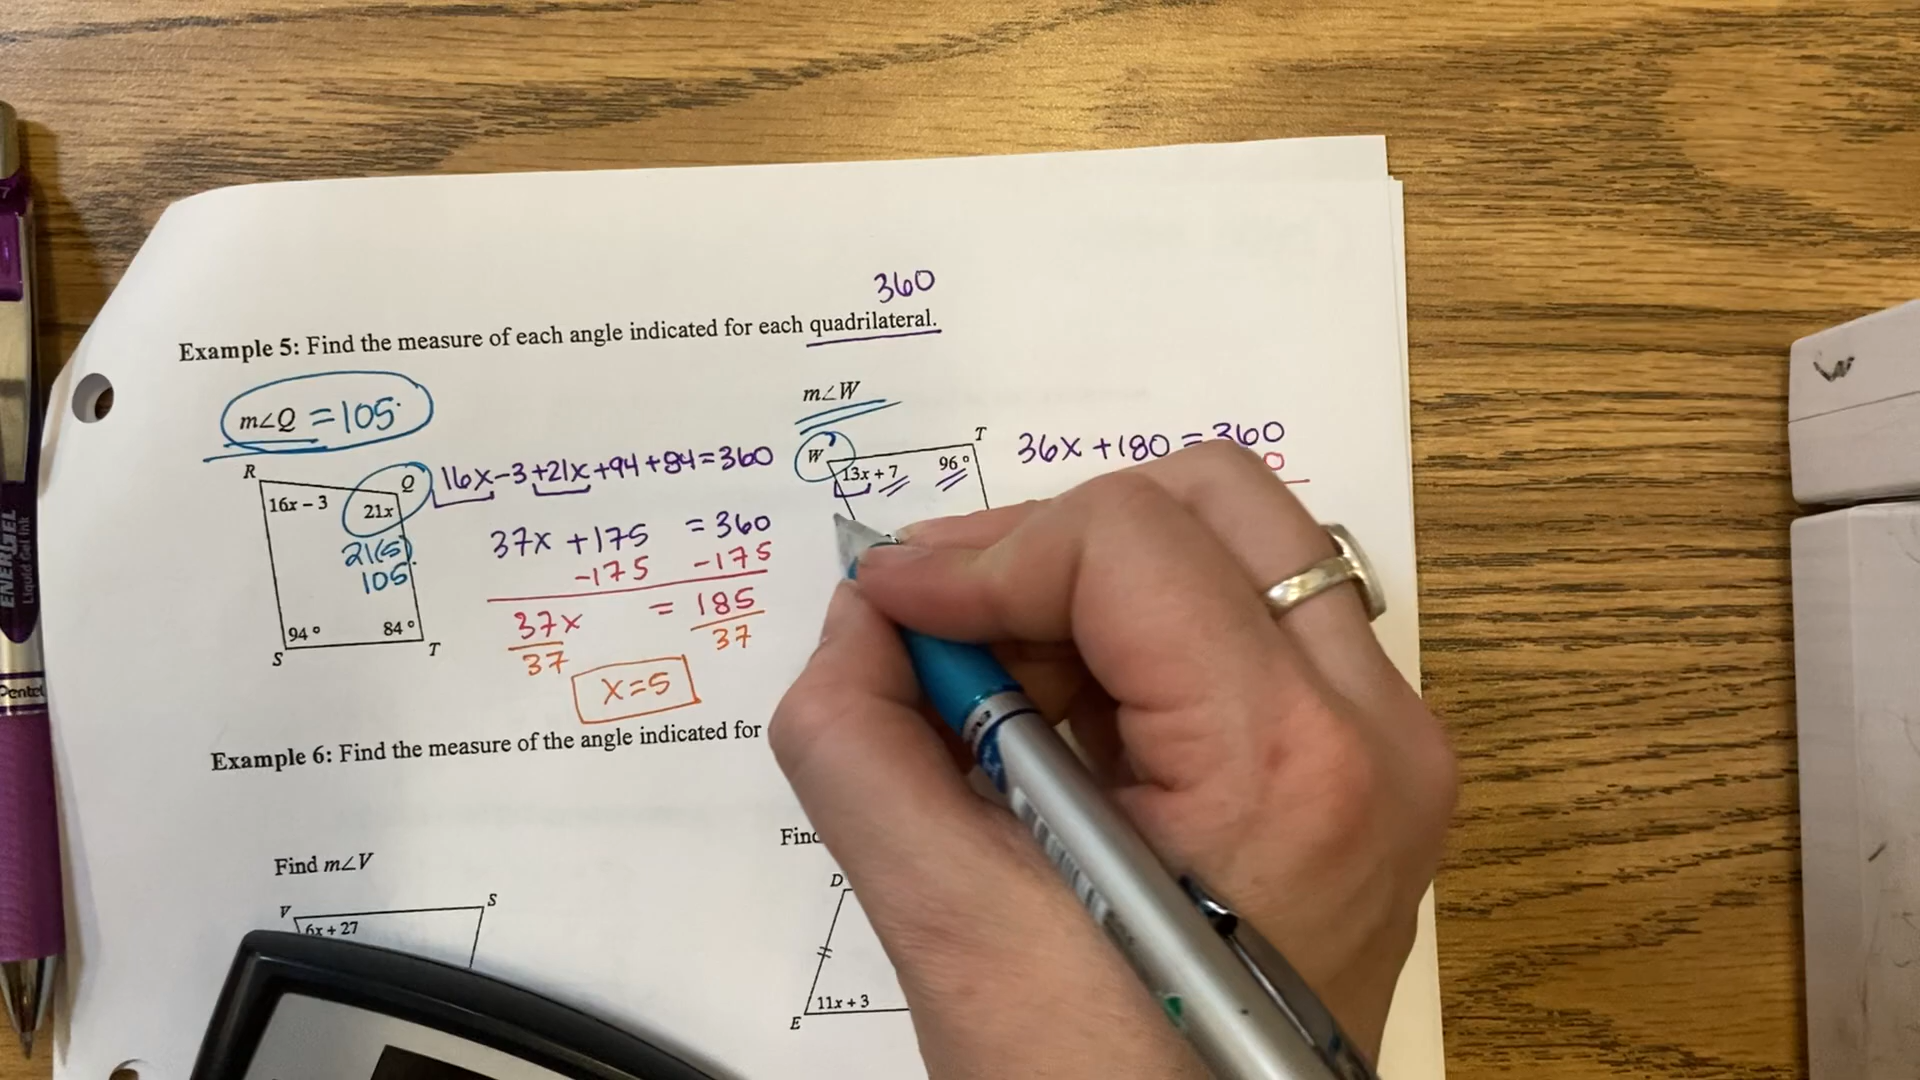 360
Example 5: Find the measure of each angle indicated for each quadrilateral.
m∠Q = 105
R
Q
16x − 3
21x
21(5)
105
94°
84°
S
T
16x − 3 + 21x + 94 + 84 = 360
37x + 175 = 360
−175 −175
37x = 185
37 37
x = 5
m∠W
W
T
13x + 7
96°
36x + 180 = 360
0
Example 6: Find the measure of the angle indicated for
Find m∠V
V
S
6x + 27
D
E
11x + 3
ENERGEL
Liquid Gel Ink
Pentel
7